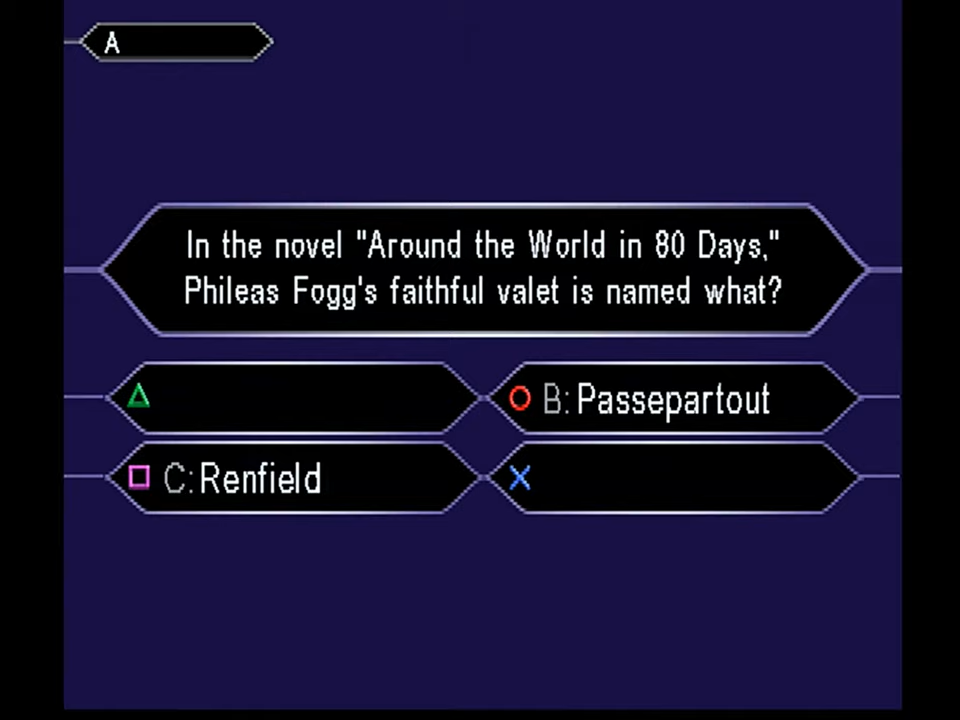 A
In the novel "Around the World in 80 Days,"
Phileas Fogg's faithful valet is named what?
B: Passepartout
C: Renfield